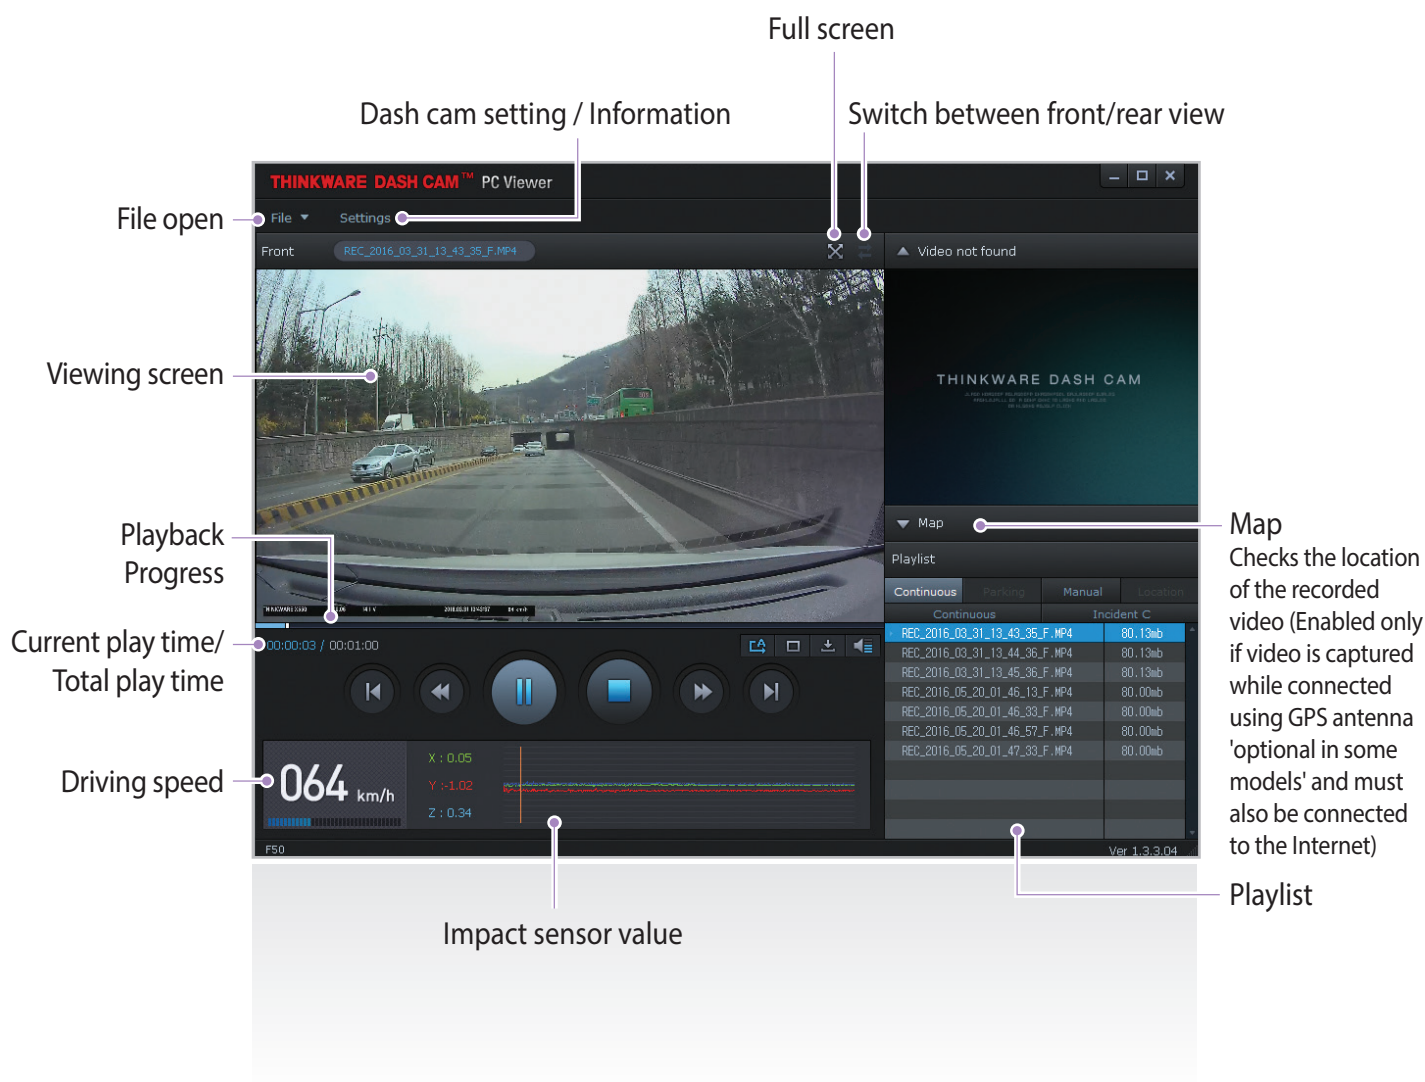 Full screen
Dash cam setting / Information
Switch between front/rear view
THINKWARE DASH CAM™ PC Viewer
File open
File
Settings
Front
REC_2016_03_31_13_43_35_F.MP4
Video not found
Viewing screen
THINKWARE DASH CAM
Map
Map
Checks the location
of the recorded
video (Enabled only
if video is captured
while connected
using GPS antenna
'optional in some
models' and must
also be connected
to the Internet)
Playback
Progress
Playlist
Continuous Parking Manual Location
Continuous Incident C
REC_2016_03_31_13_43_35_F.MP4 80.13mb
REC_2016_03_31_13_44_36_F.MP4 80.13mb
REC_2016_03_31_13_45_36_F.MP4 80.13mb
REC_2016_05_20_01_46_13_F.MP4 80.00mb
REC_2016_05_20_01_46_33_F.MP4 80.00mb
REC_2016_05_20_01_46_57_F.MP4 80.00mb
REC_2016_05_20_01_47_33_F.MP4 80.00mb
Current play time/
Total play time
00:00:03 / 00:01:00
Driving speed
064 km/h
X : 0.05
Y :-1.02
Z : 0.34
F50
Ver 1.3.3.04
Playlist
Impact sensor value